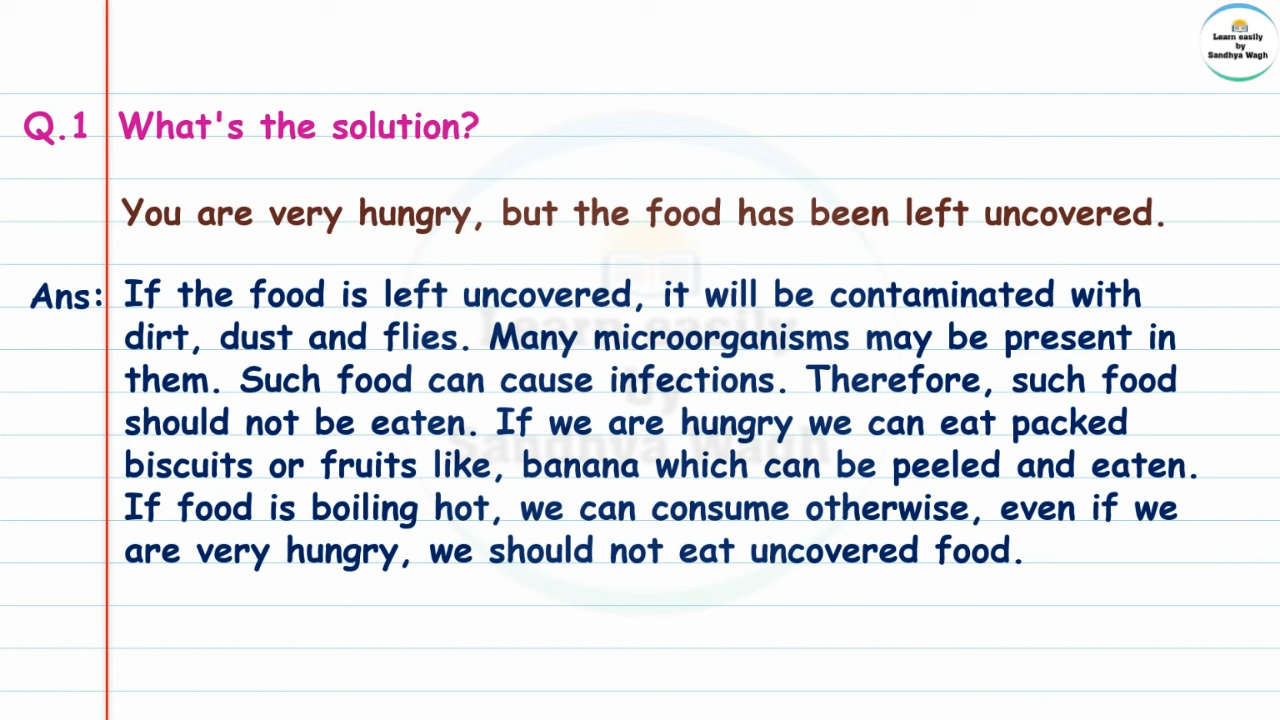 Learn easily
by
Sandhya Wagh
Q.1 What's the solution?
You are very hungry, but the food has been left uncovered.
Ans: If the food is left uncovered, it will be contaminated with
dirt, dust and flies. Many microorganisms may be present in
them. Such food can cause infections. Therefore, such food
should not be eaten. If we are hungry we can eat packed
biscuits or fruits like, banana which can be peeled and eaten.
If food is boiling hot, we can consume otherwise, even if we
are very hungry, we should not eat uncovered food.
Learn easily
by
Sandhya Wagh